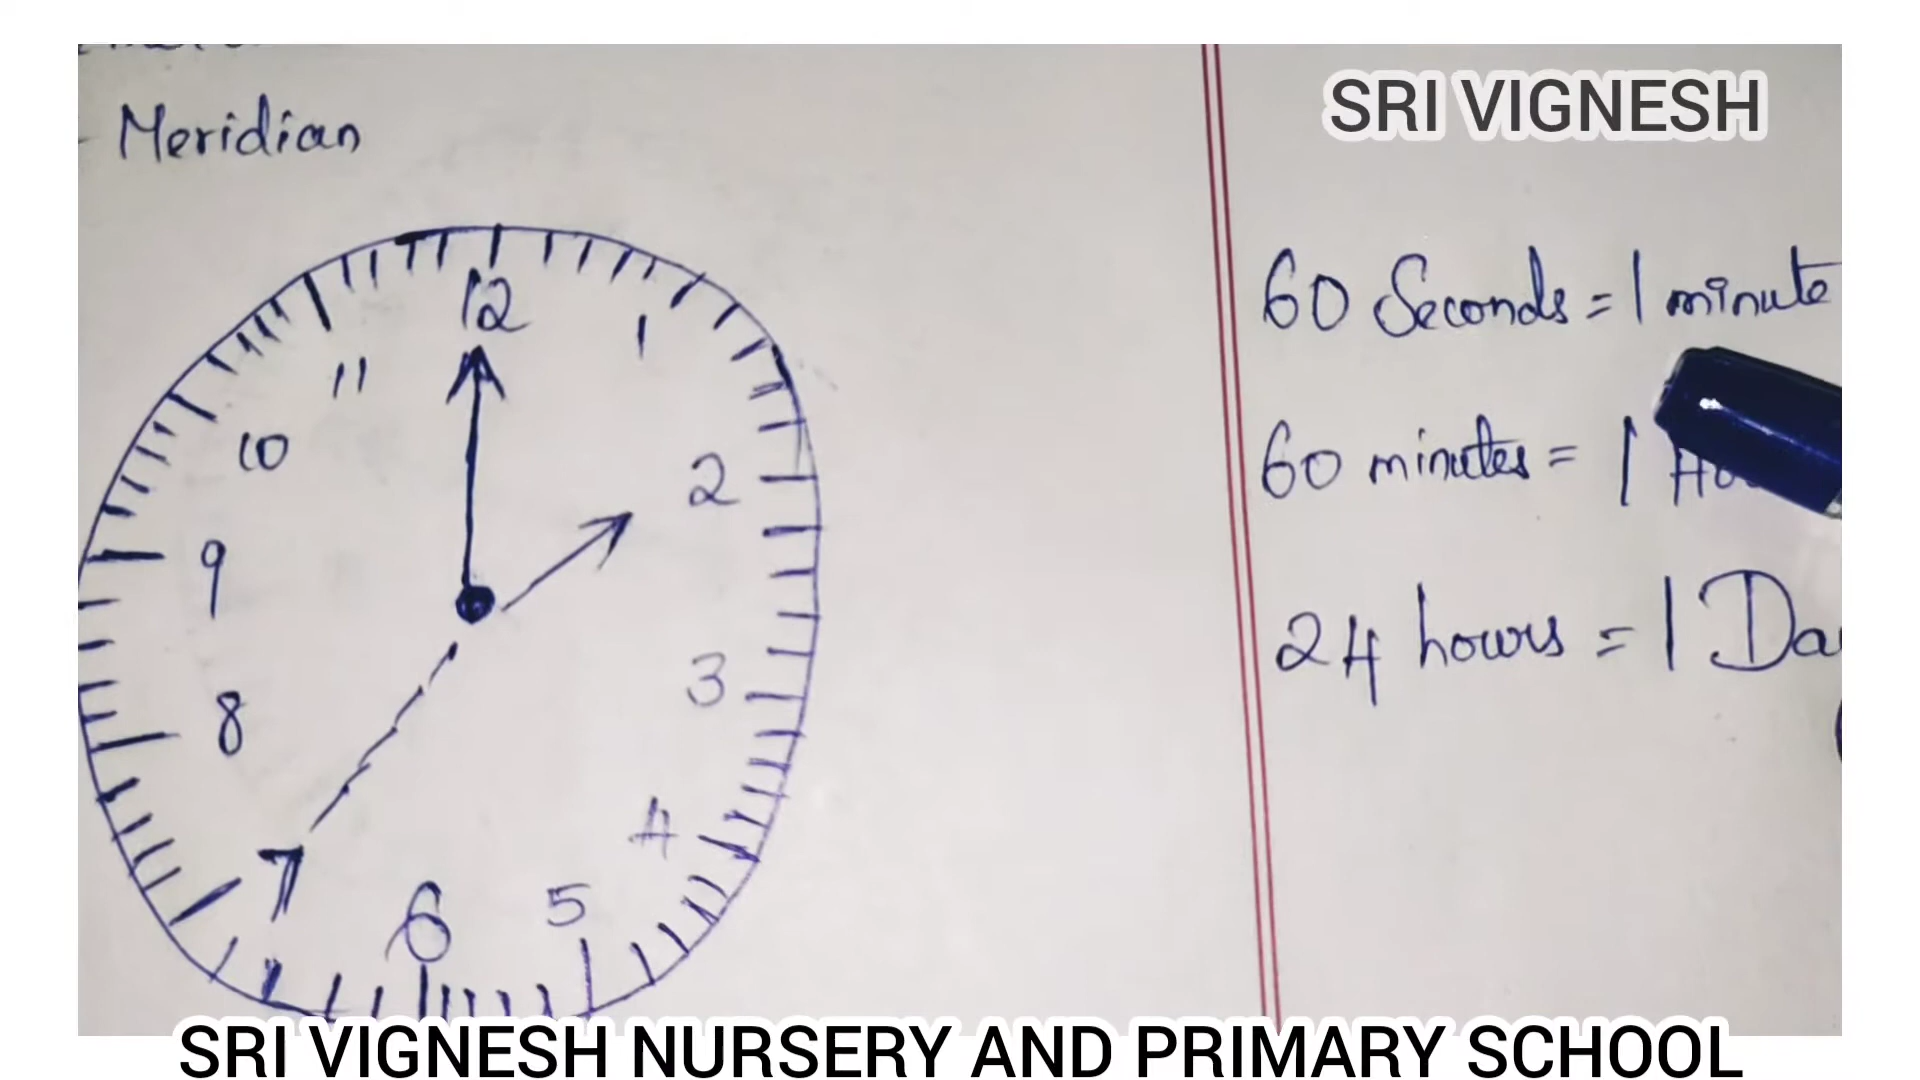 Meridian
SRI VIGNESH
12
11
1
10
2
9
3
8
4
7
6
5
60 Seconds = 1 minute
60 minutes = 1
24 hours = 1
SRI VIGNESH NURSERY AND PRIMARY SCHOOL